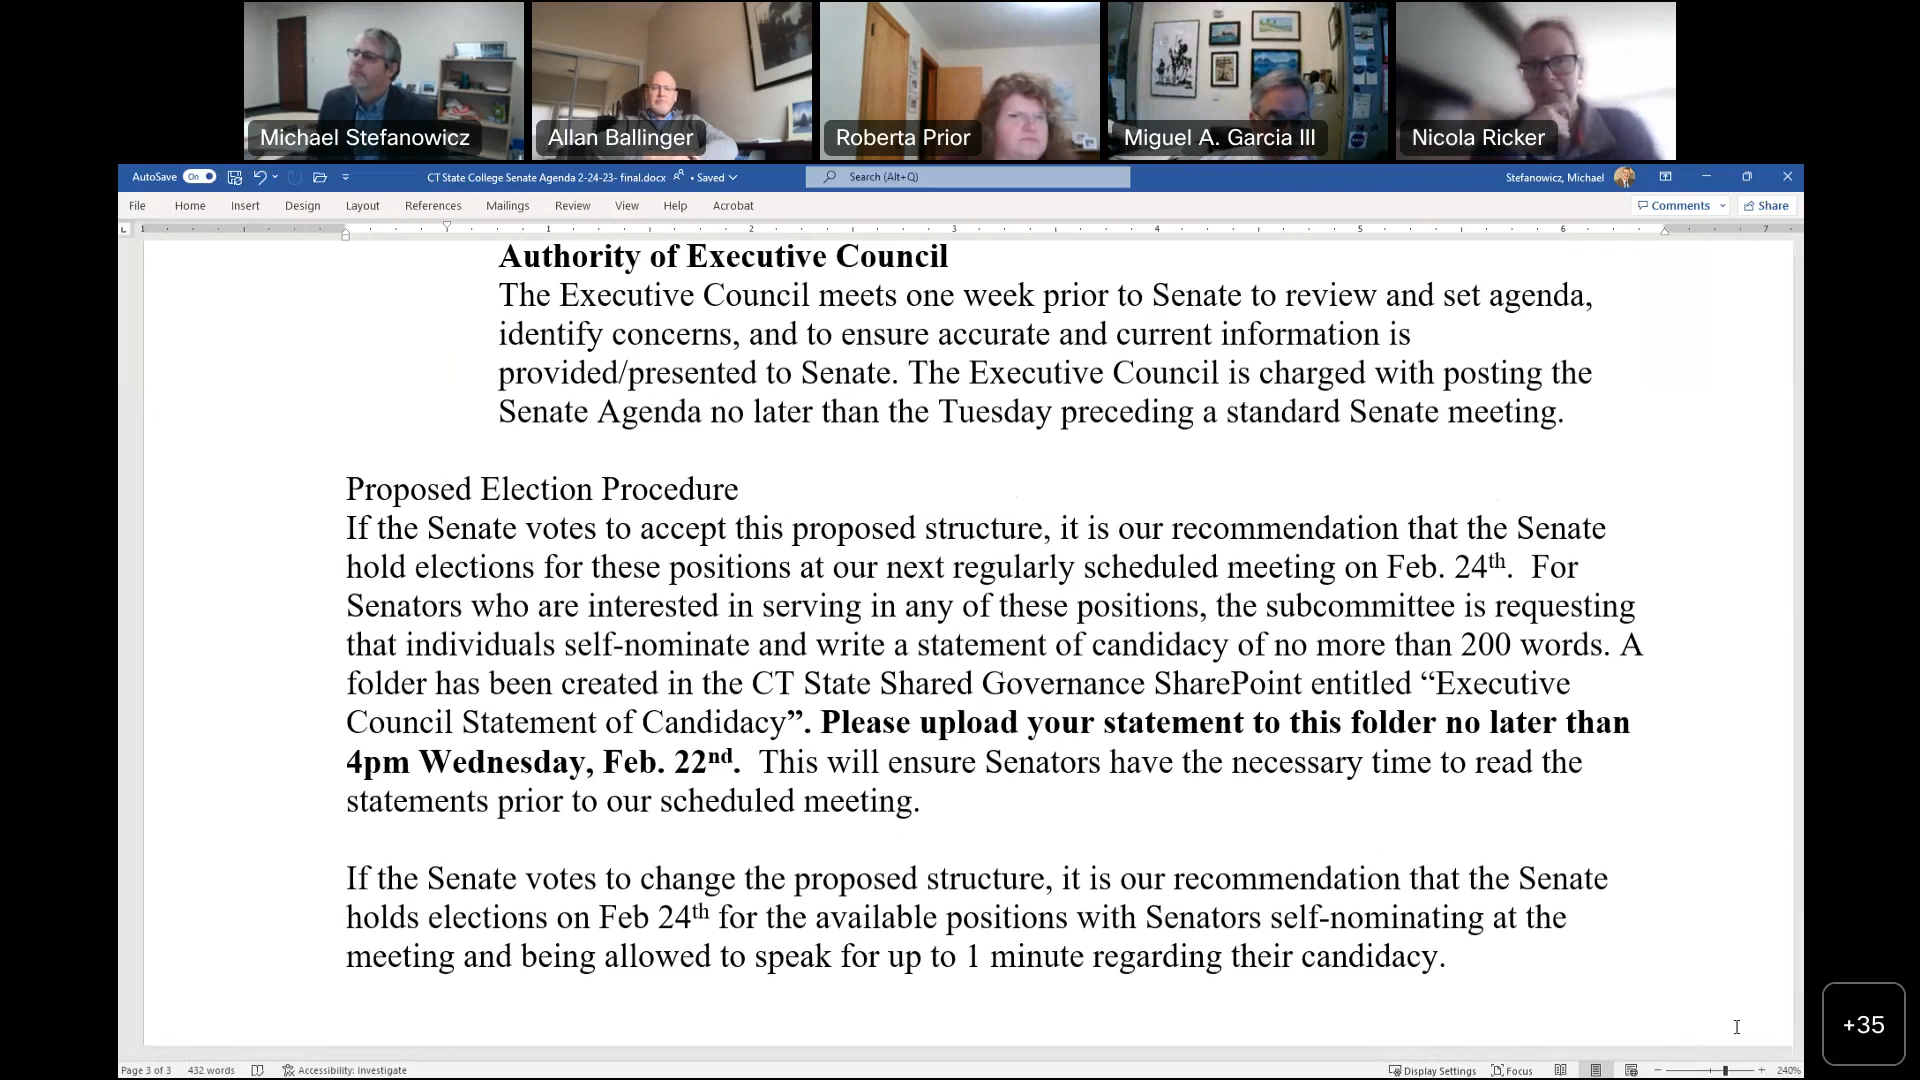 Michael Stefanowicz
Allan Ballinger
Roberta Prior
Miguel A. Garcia III
Nicola Ricker
AutoSave On
CT State College Senate Agenda 2-24-23- final.docx • Saved
Search (Alt+Q)
Stefanowicz, Michael
File Home Insert Design Layout References Mailings Review View Help Acrobat
Comments Share
1 1 2 3 4 5 6 7
Authority of Executive Council
The Executive Council meets one week prior to Senate to review and set agenda,
identify concerns, and to ensure accurate and current information is
provided/presented to Senate. The Executive Council is charged with posting the
Senate Agenda no later than the Tuesday preceding a standard Senate meeting.
Proposed Election Procedure
If the Senate votes to accept this proposed structure, it is our recommendation that the Senate
hold elections for these positions at our next regularly scheduled meeting on Feb. 24th. For
Senators who are interested in serving in any of these positions, the subcommittee is requesting
that individuals self-nominate and write a statement of candidacy of no more than 200 words. A
folder has been created in the CT State Shared Governance SharePoint entitled “Executive
Council Statement of Candidacy”. Please upload your statement to this folder no later than
4pm Wednesday, Feb. 22nd. This will ensure Senators have the necessary time to read the
statements prior to our scheduled meeting.
If the Senate votes to change the proposed structure, it is our recommendation that the Senate
holds elections on Feb 24th for the available positions with Senators self-nominating at the
meeting and being allowed to speak for up to 1 minute regarding their candidacy.
+35
Page 3 of 3 432 words Accessibility: Investigate
Display Settings Focus 240%